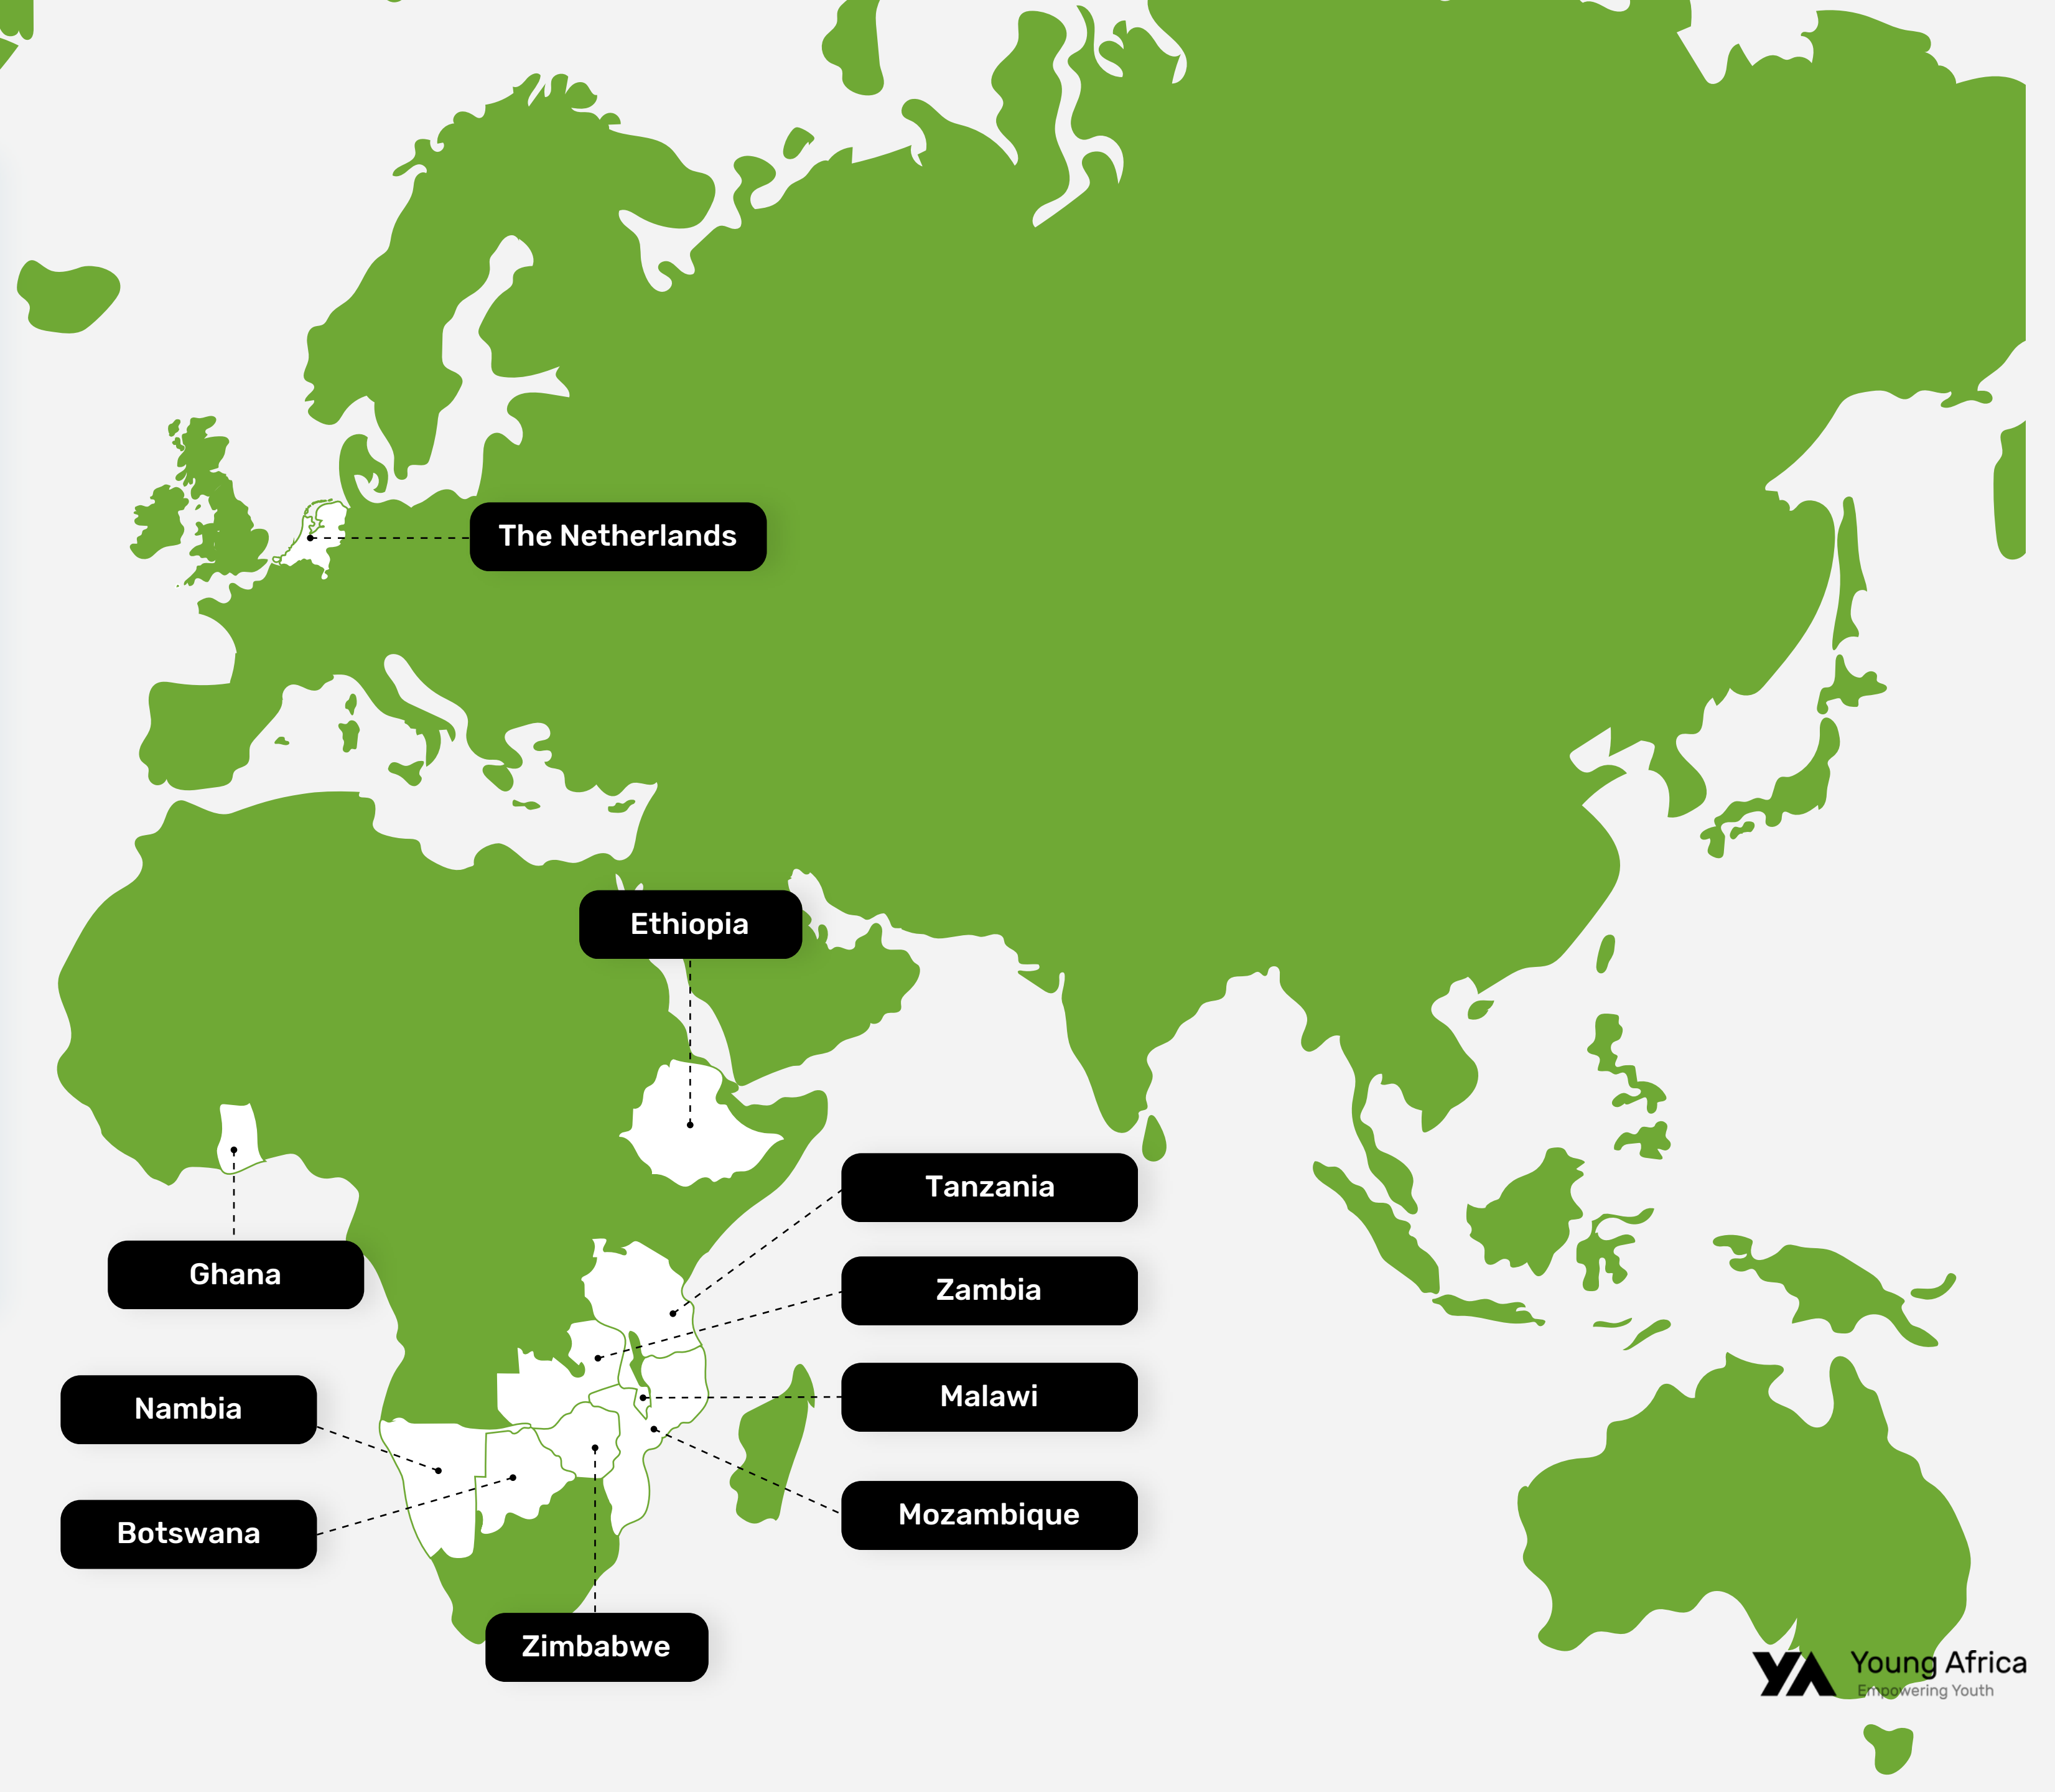 The Netherlands
Ethiopia
Tanzania
Ghana
Zambia
Nambia
Malawi
Botswana
Mozambique
Zimbabwe
YA Young Africa
Empowering Youth